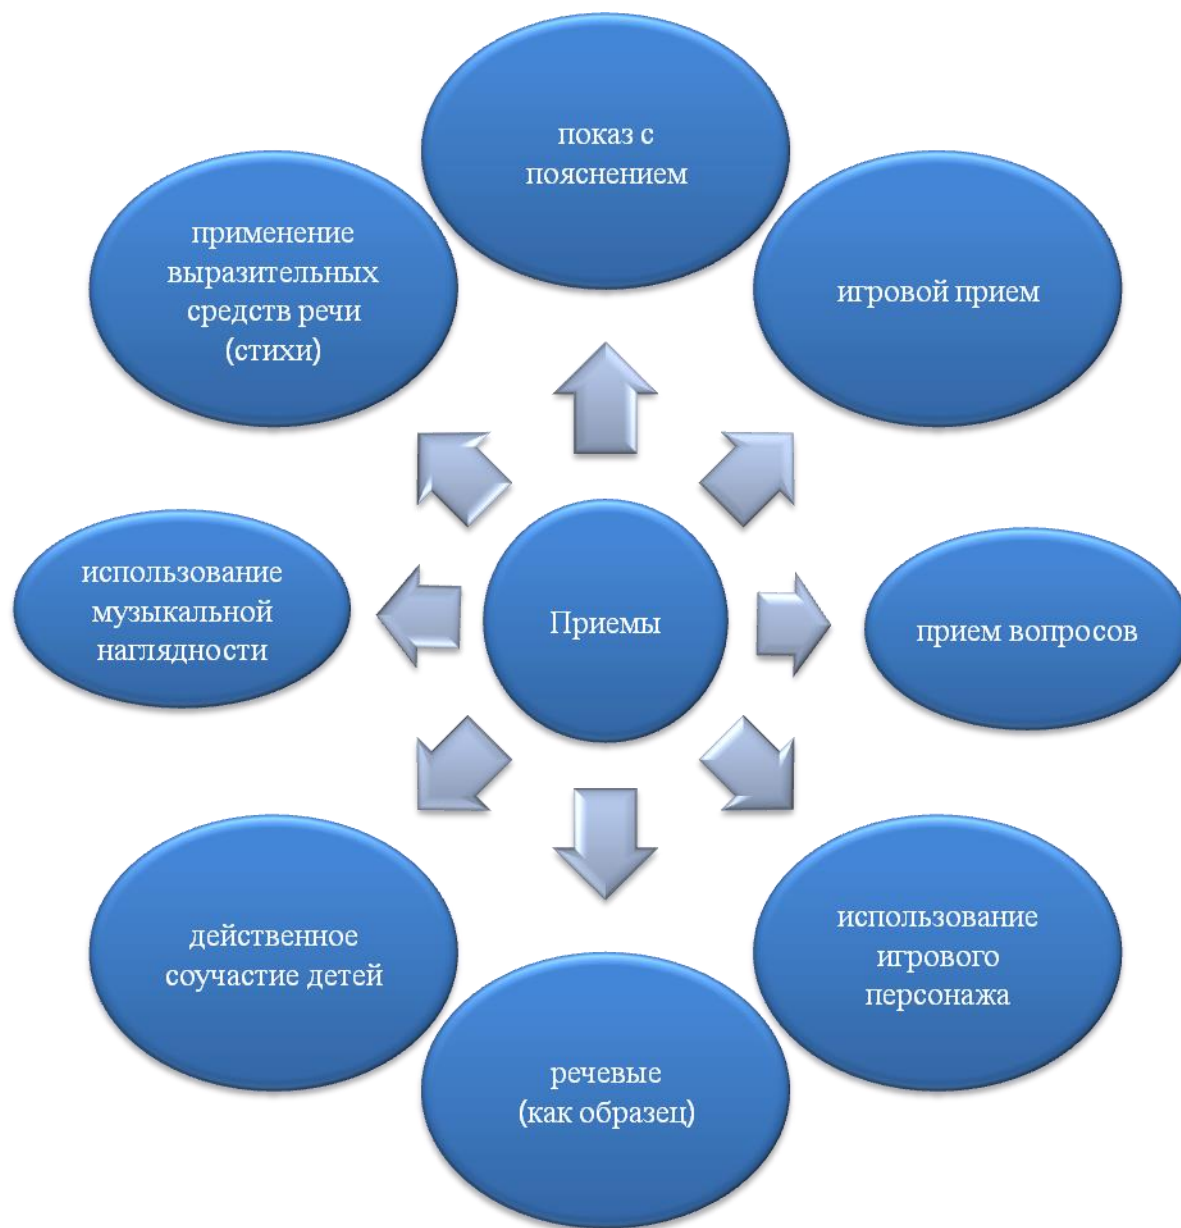 показ с
пояснением
игровой прием
прием вопросов
использование
игрового
персонажа
речевые
(как образец)
действенное
соучастие детей
использование
музыкальной
наглядности
применение
выразительных
средств речи
(стихи)
Приемы